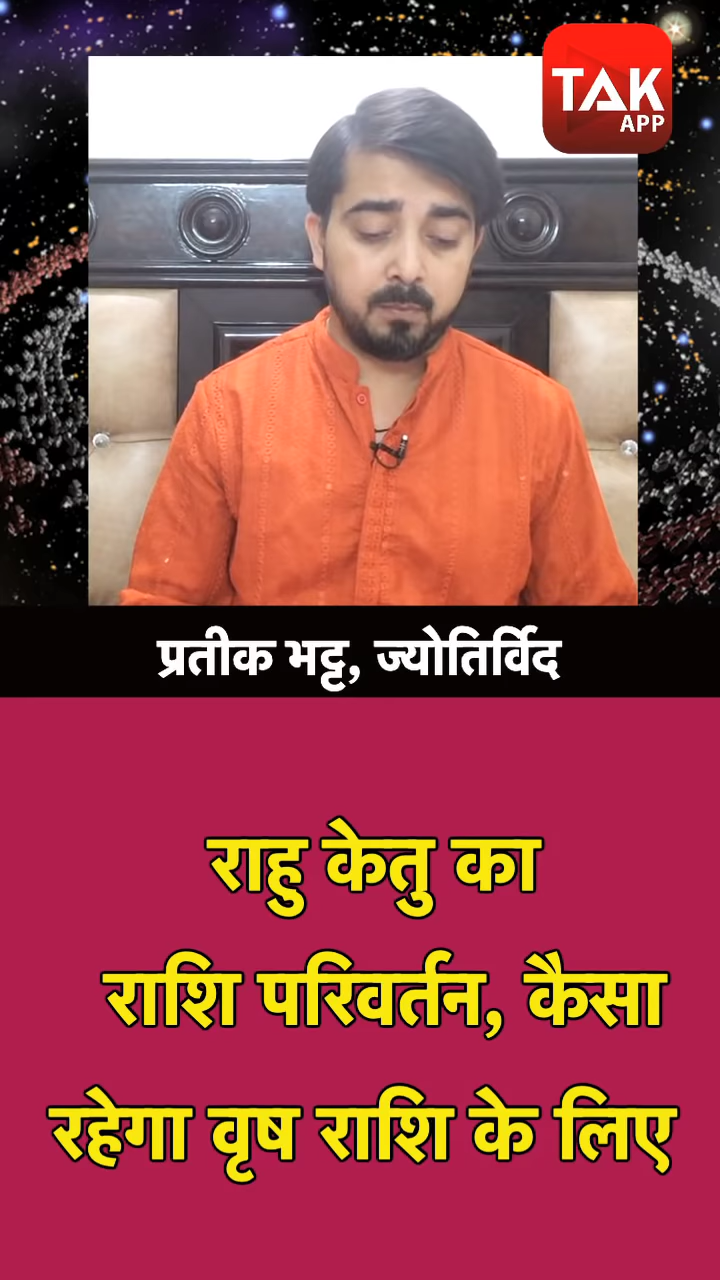 TAK
APP
प्रतीक भट्ट, ज्योतिर्विद
राहु केतु का
राशि परिवर्तन, कैसा
रहेगा वृष राशि के लिए